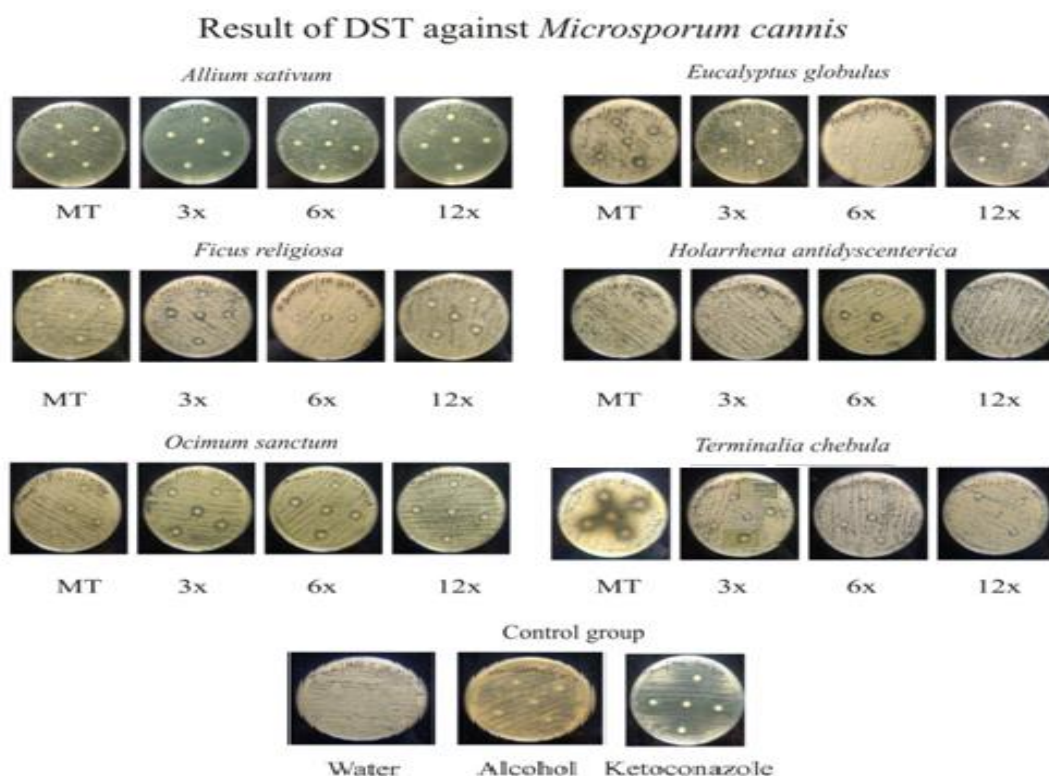 Result of DST against Microsporum cannis
Allium sativum
Eucalyptus globulus
MT 3x 6x 12x
MT 3x 6x 12x
Ficus religiosa
Holarrhena antidyscenterica
MT 3x 6x 12x
MT 3x 6x 12x
Ocimum sanctum
Terminalia chebula
MT 3x 6x 12x
MT 3x 6x 12x
Control group
Water Alcohol Ketoconazole